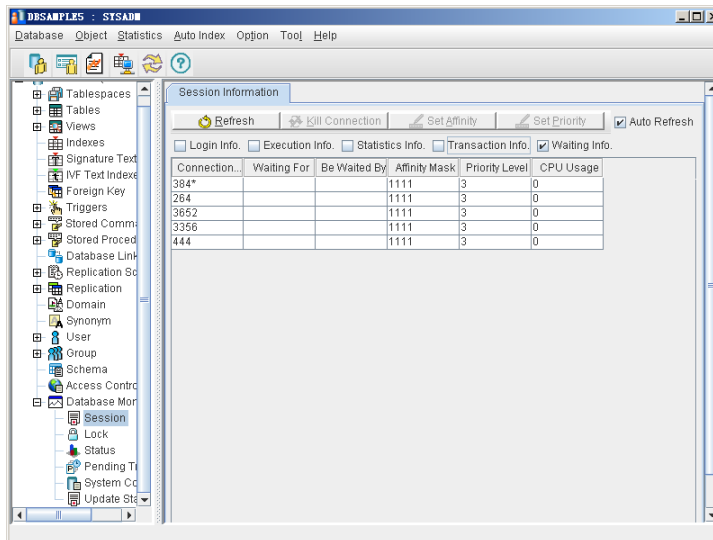 DBSAMPLE5 : SYSADM
Database Object Statistics Auto Index Option Tool Help
Tablespaces
Tables
Views
Indexes
Signature Text
IVF Text Indexe
Foreign Key
Triggers
Stored Comma
Stored Proced
Database Link
Replication Sc
Replication
Domain
Synonym
User
Group
Schema
Access Contro
Database Mon
Session
Lock
Status
Pending Tr
System Co
Update Sta
Session Information
Refresh Kill Connection Set Affinity Set Priority Auto Refresh
Login Info. Execution Info. Statistics Info. Transaction Info. Waiting Info.
Connection... Waiting For Be Waited By Affinity Mask Priority Level CPU Usage
384* 1111 3 0
264 1111 3 0
3652 1111 3 0
3356 1111 3 0
444 1111 3 0